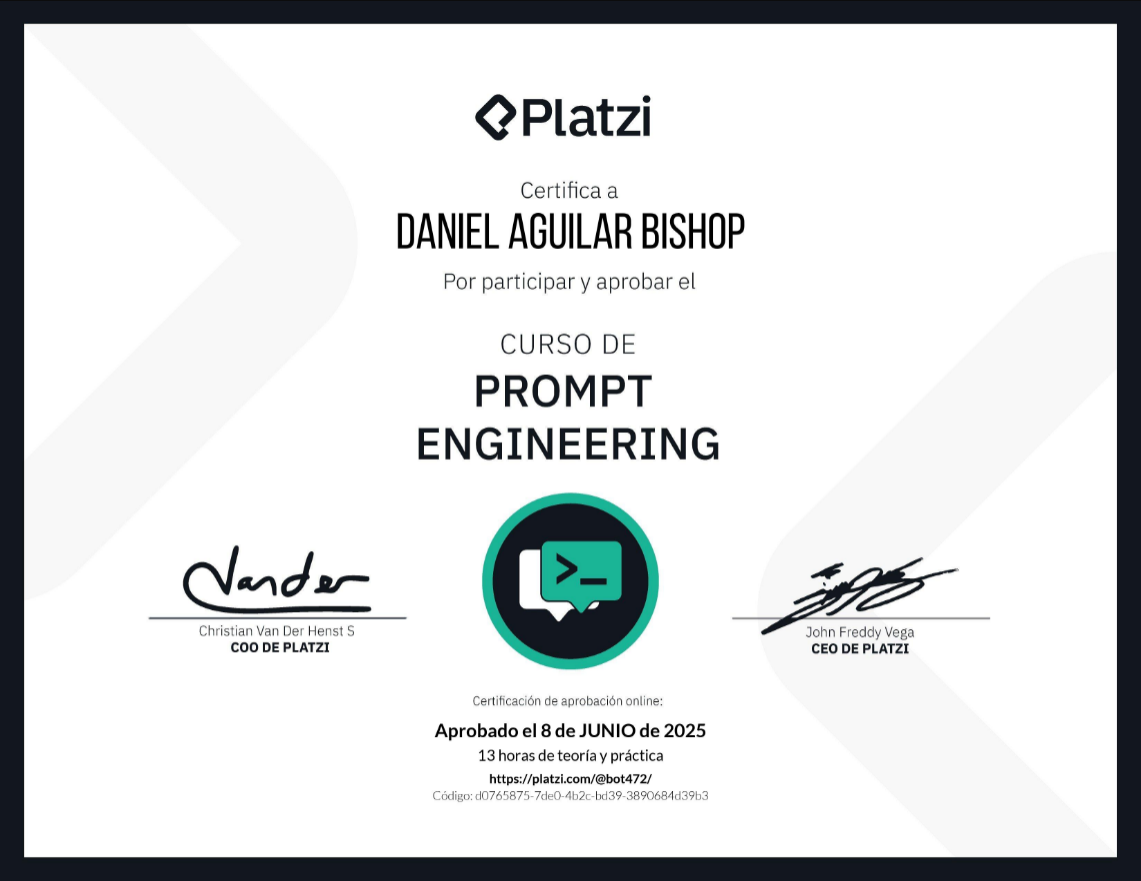 Platzi
Certifica a
DANIEL AGUILAR BISHOP
Por participar y aprobar el
CURSO DE
PROMPT
ENGINEERING
Vander
Christian Van Der Henst S
COO DE PLATZI
>_
John Freddy Vega
CEO DE PLATZI
Certificación de aprobación online:
Aprobado el 8 de JUNIO de 2025
13 horas de teoría y práctica
https://platzi.com/@bot472/
Código: d0765875-7de0-4b2c-bd39-3890684d39b3